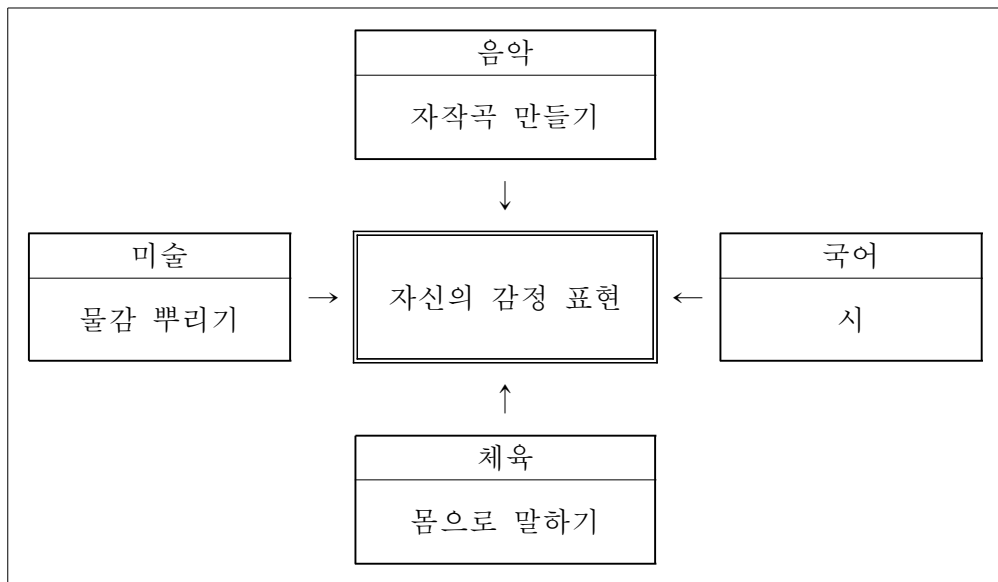 음악
자작곡 만들기
↓
미술
물감 뿌리기
→
자신의 감정 표현
←
국어
시
↑
체육
몸으로 말하기